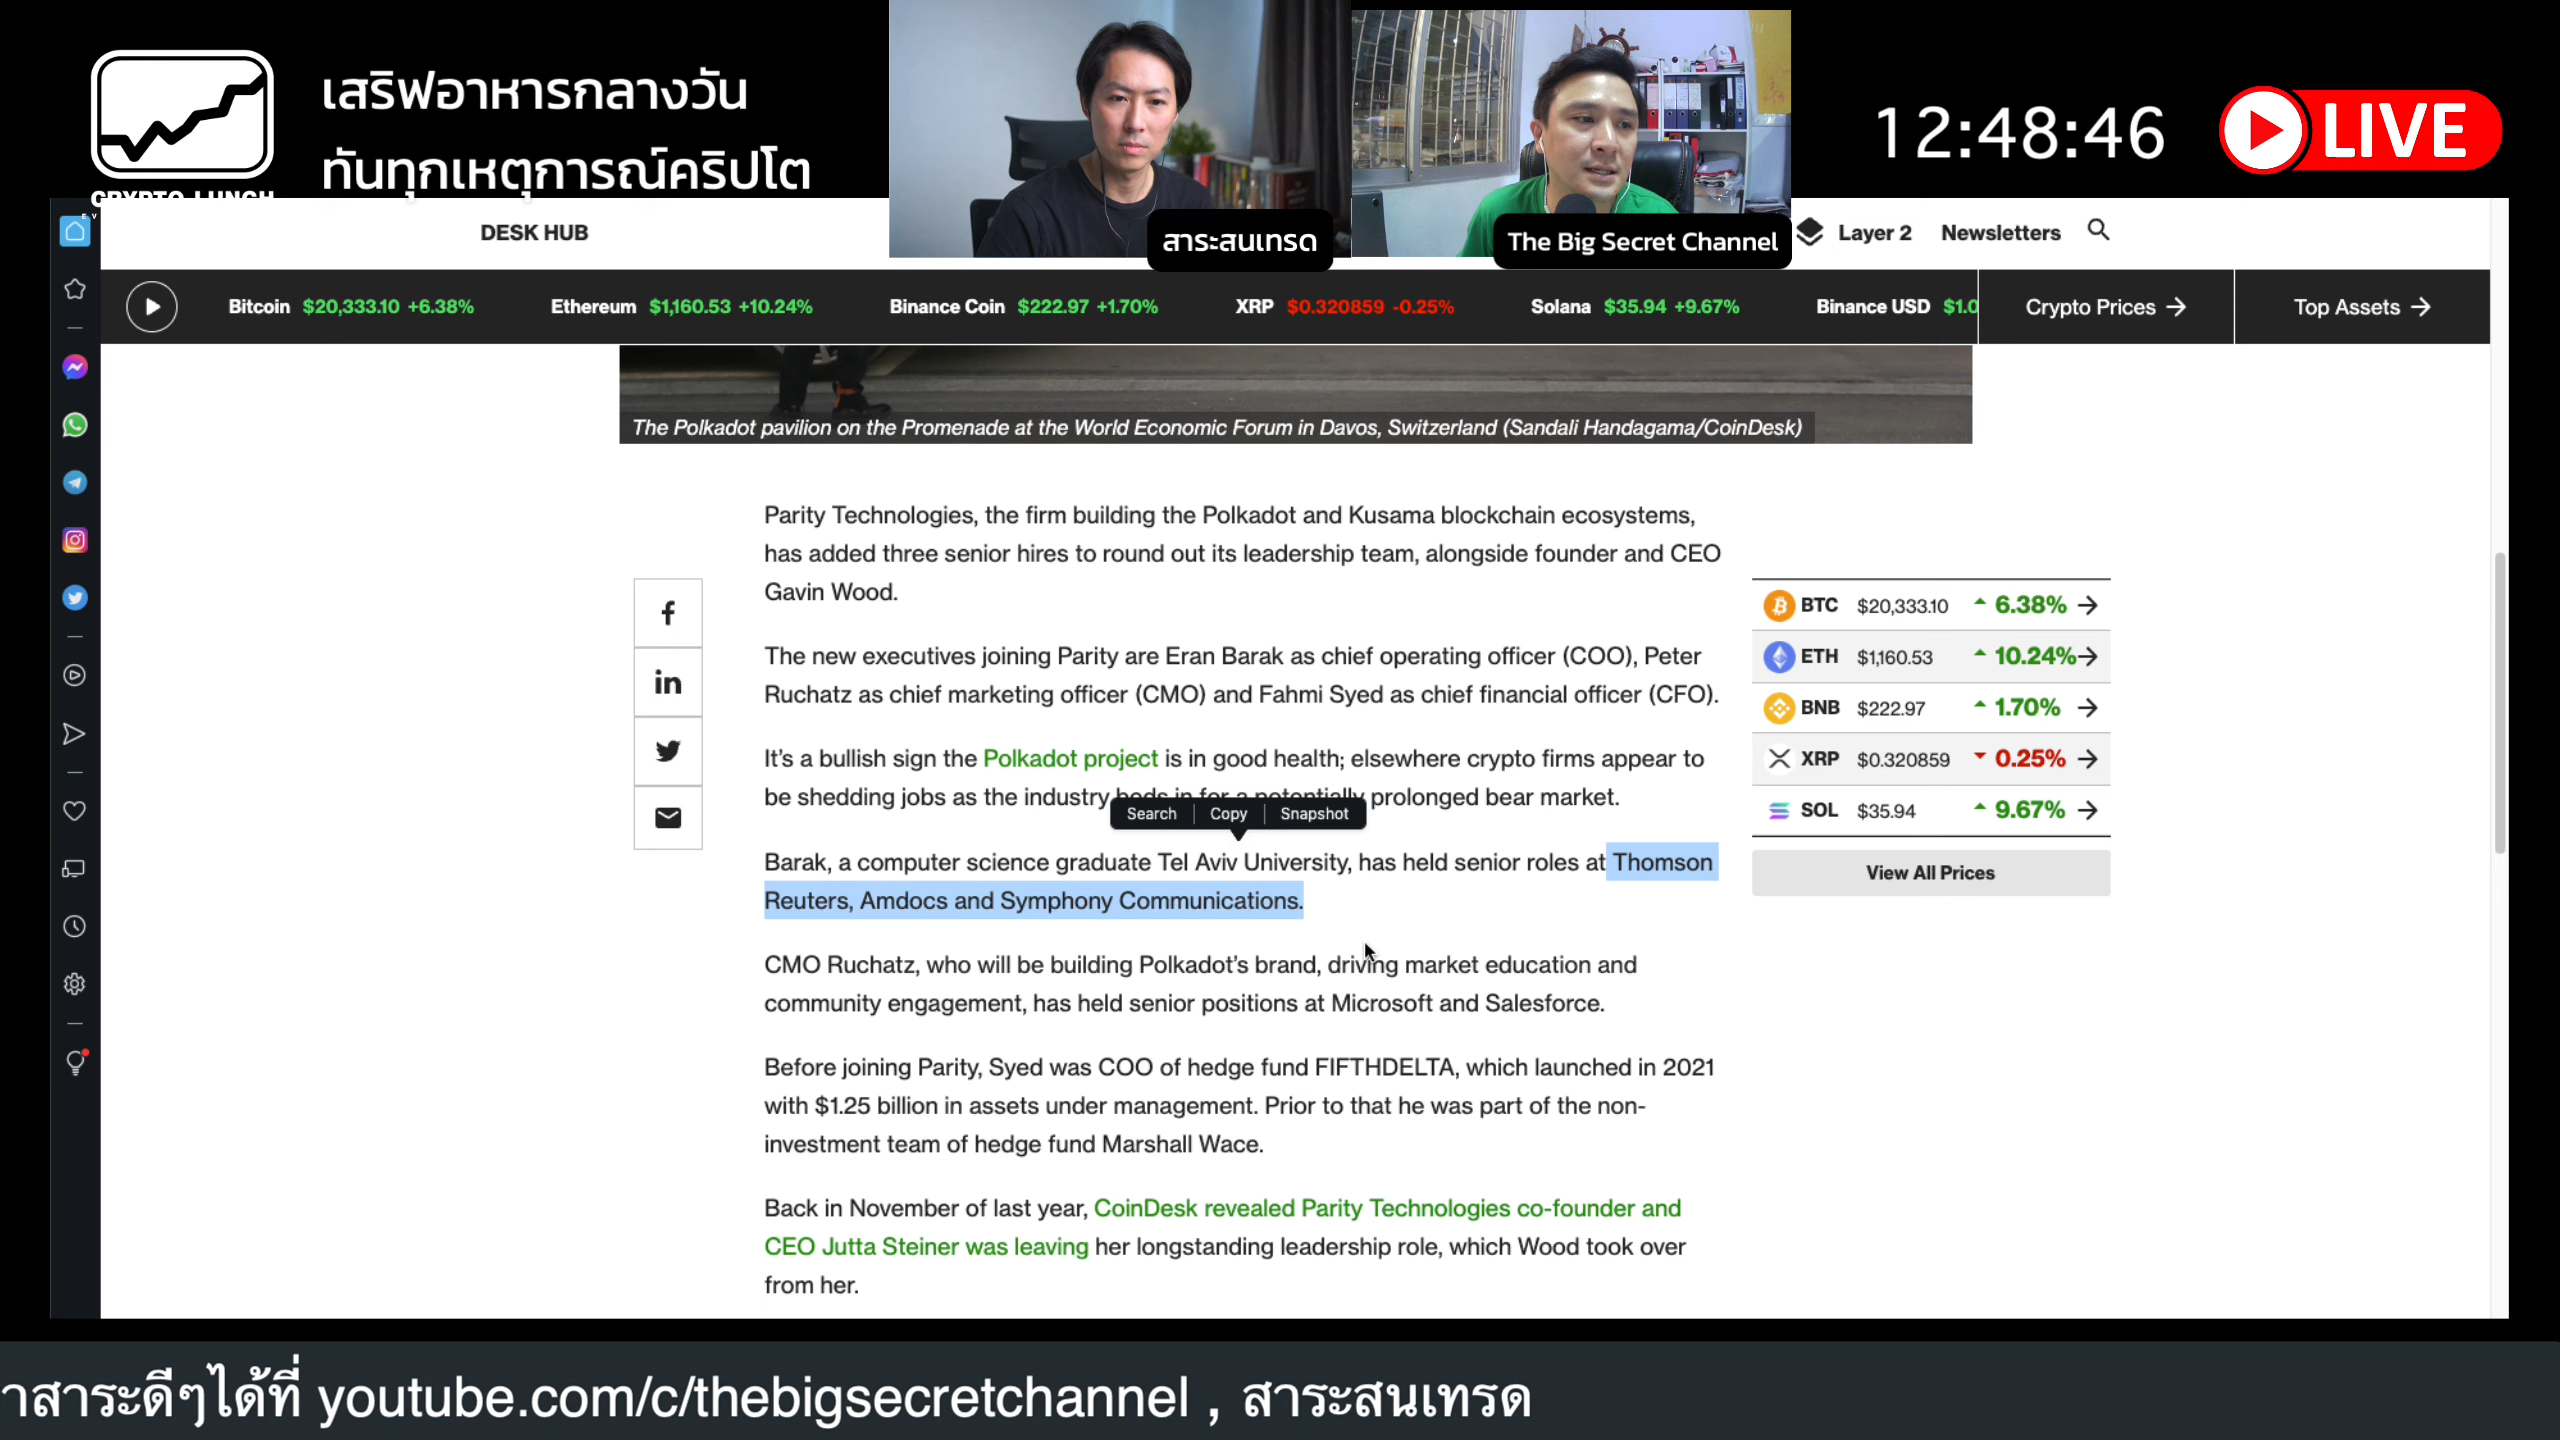 เสริฟอาหารกลางวัน
ทันทุกเหตุการณ์คริปโต
CRYPTO LUNCH
สาระสนเทรด
The Big Secret Channel
12:48:46
LIVE
DESK HUB
Layer 2
Newsletters
Bitcoin $20,333.10 +6.38%
Ethereum $1,160.53 +10.24%
Binance Coin $222.97 +1.70%
XRP $0.320859 -0.25%
Solana $35.94 +9.67%
Binance USD $1.0
Crypto Prices →
Top Assets →
The Polkadot pavilion on the Promenade at the World Economic Forum in Davos, Switzerland (Sandali Handagama/CoinDesk)
Parity Technologies, the firm building the Polkadot and Kusama blockchain ecosystems,
has added three senior hires to round out its leadership team, alongside founder and CEO
Gavin Wood.
The new executives joining Parity are Eran Barak as chief operating officer (COO), Peter
Ruchatz as chief marketing officer (CMO) and Fahmi Syed as chief financial officer (CFO).
It's a bullish sign the Polkadot project is in good health; elsewhere crypto firms appear to
be shedding jobs as the industry beds in for a potentially prolonged bear market.
Search Copy Snapshot
Barak, a computer science graduate Tel Aviv University, has held senior roles at Thomson
Reuters, Amdocs and Symphony Communications.
CMO Ruchatz, who will be building Polkadot's brand, driving market education and
community engagement, has held senior positions at Microsoft and Salesforce.
Before joining Parity, Syed was COO of hedge fund FIFTHDELTA, which launched in 2021
with $1.25 billion in assets under management. Prior to that he was part of the non-
investment team of hedge fund Marshall Wace.
Back in November of last year, CoinDesk revealed Parity Technologies co-founder and
CEO Jutta Steiner was leaving her longstanding leadership role, which Wood took over
from her.
BTC $20,333.10 6.38% →
ETH $1,160.53 10.24% →
BNB $222.97 1.70% →
XRP $0.320859 0.25% →
SOL $35.94 9.67% →
View All Prices
าสาระดีๆได้ที่ youtube.com/c/thebigsecretchannel , สาระสนเทรด